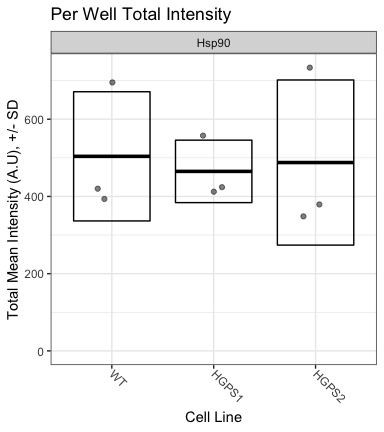 Per Well Total Intensity
Hsp90
Total Mean Intensity (A.U), +/- SD
600
400
200
0
WT
HGPS1
HGPS2
Cell Line